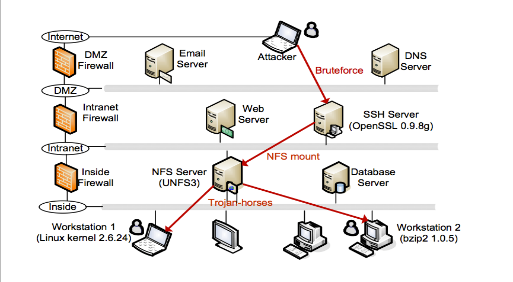 Internet
DMZ
Firewall
Email
Server
Attacker
DNS
Server
Bruteforce
DMZ
Intranet
Firewall
Web
Server
SSH Server
(OpenSSL 0.9.8g)
Intranet
NFS mount
Inside
Firewall
NFS Server
(UNFS3)
Database
Server
Trojan-horses
Inside
Workstation 1
(Linux kernel 2.6.24)
Workstation 2
(bzip2 1.0.5)